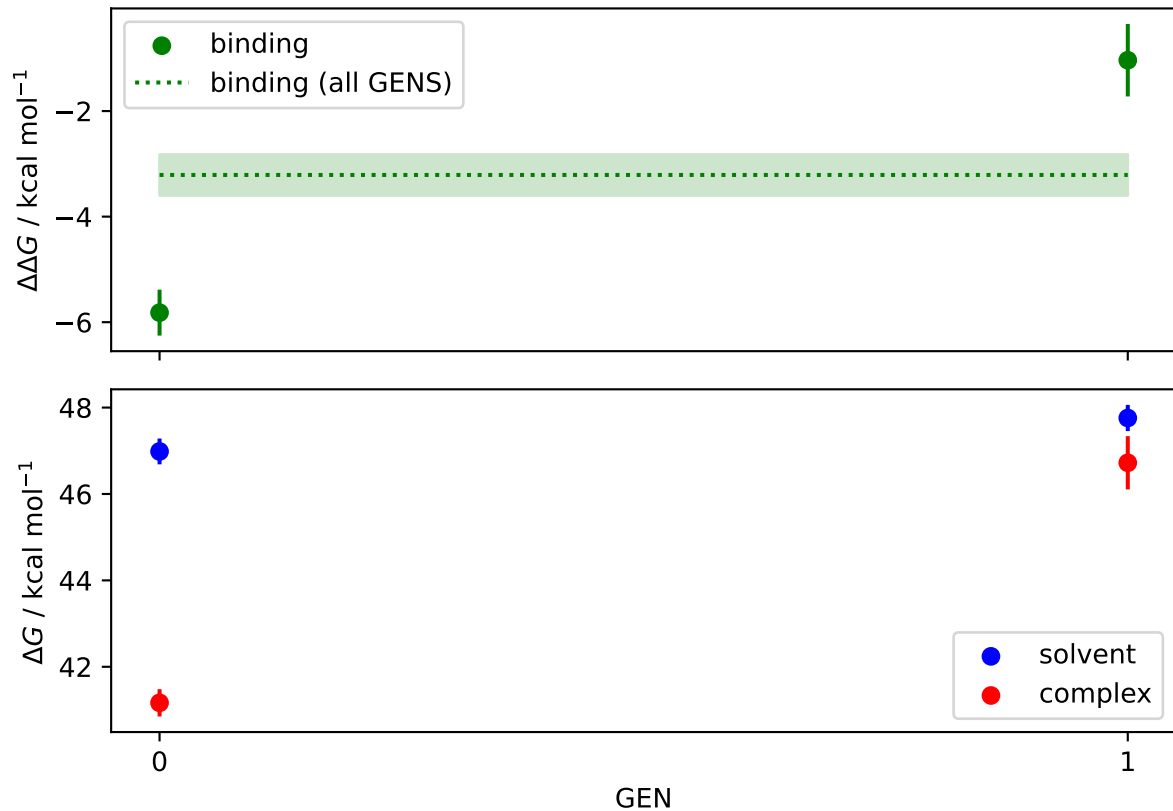 binding
binding (all GENS)
ΔΔG / kcal mol⁻¹
−2
−4
−6
ΔG / kcal mol⁻¹
48
46
44
42
solvent
complex
0
1
GEN